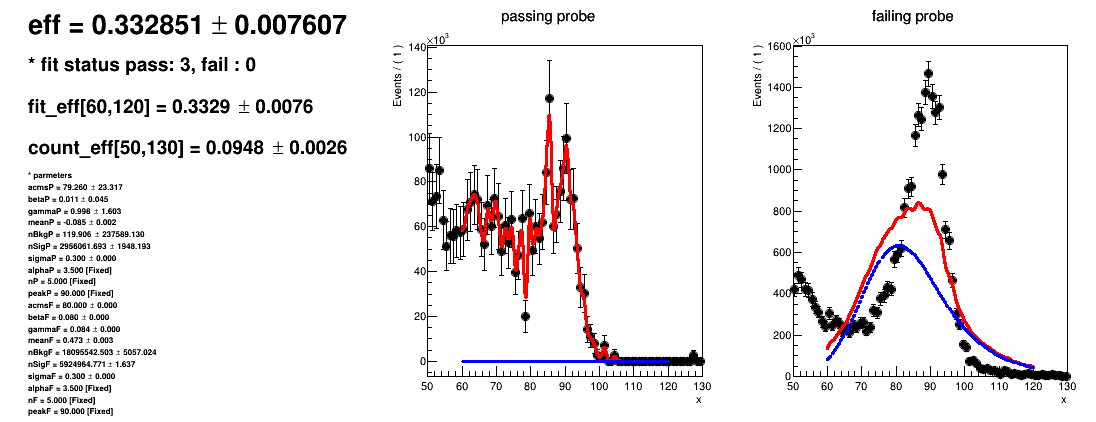 eff = 0.332851 ± 0.007607
* fit status pass: 3, fail : 0
fit_eff[60,120] = 0.3329 ± 0.0076
count_eff[50,130] = 0.0948 ± 0.0026
* parmeters
acmsP = 79.260 ± 23.317
betaP = 0.011 ± 0.045
gammaP = 0.998 ± 1.603
meanP = -0.085 ± 0.002
nBkgP = 119.906 ± 237589.130
nSigP = 2956061.693 ± 1948.193
sigmaP = 0.300 ± 0.000
alphaP = 3.500 [Fixed]
nP = 5.000 [Fixed]
peakP = 90.000 [Fixed]
acmsF = 80.000 ± 0.000
betaF = 0.080 ± 0.000
gammaF = 0.084 ± 0.000
meanF = 0.473 ± 0.003
nBkgF = 18095542.503 ± 5057.024
nSigF = 5924964.771 ± 1.637
sigmaF = 0.300 ± 0.000
alphaF = 3.500 [Fixed]
nF = 5.000 [Fixed]
peakF = 90.000 [Fixed]
passing probe
×10³
Events / ( 1 )
140
120
100
80
60
40
20
0
50 60 70 80 90 100 110 120 130
x
failing probe
×10³
Events / ( 1 )
1600
1400
1200
1000
800
600
400
200
0
50 60 70 80 90 100 110 120 130
x